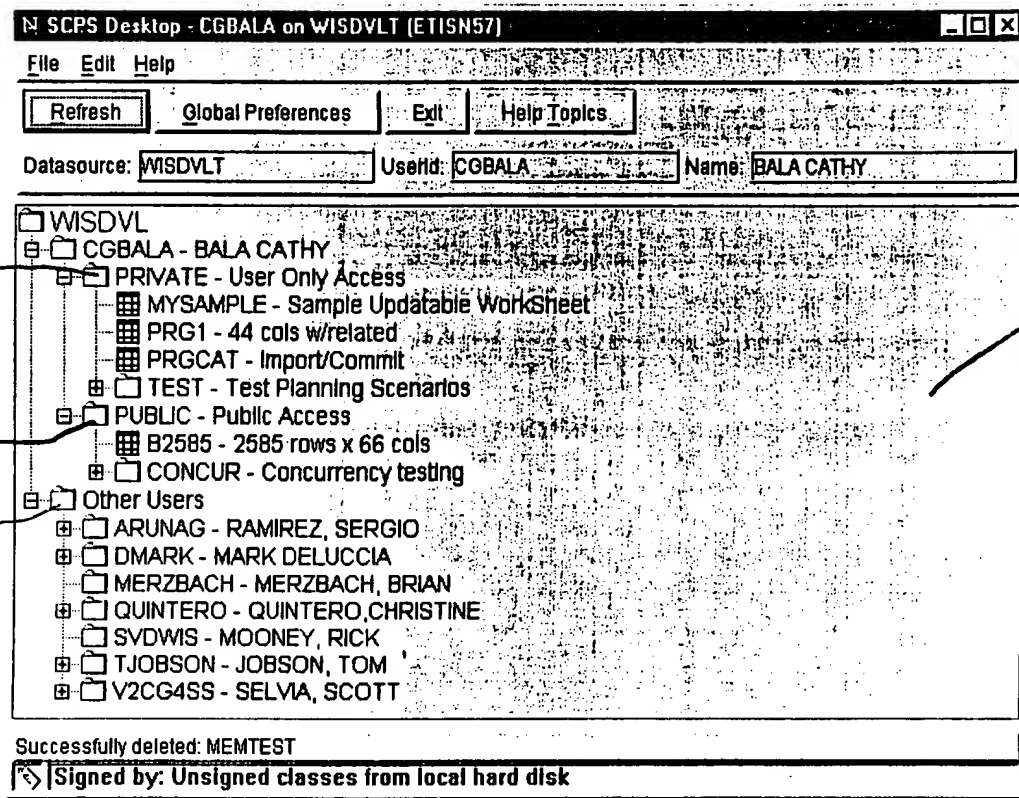 SCPS Desktop - CGBALA on WISDVLT (ETISN57)
File Edit Help
Refresh Global Preferences Exit Help Topics
Datasource: WISDVLT UserId: CGBALA Name: BALA CATHY
WISDVL
CGBALA - BALA CATHY
PRIVATE - User Only Access
MYSAMPLE - Sample Updatable WorkSheet
PRG1 - 44 cols w/related
PRGCAT - Import/Commit
TEST - Test Planning Scenarios
PUBLIC - Public Access
B2585 - 2585 rows x 66 cols
CONCUR - Concurrency testing
Other Users
ARUNAG - RAMIREZ, SERGIO
DMARK - MARK DELUCCIA
MERZBACH - MERZBACH, BRIAN
QUINTERO - QUINTERO,CHRISTINE
SVDWIS - MOONEY, RICK
TJOBSON - JOBSON, TOM
V2CG4SS - SELVIA, SCOTT
Successfully deleted: MEMTEST
Signed by: Unsigned classes from local hard disk